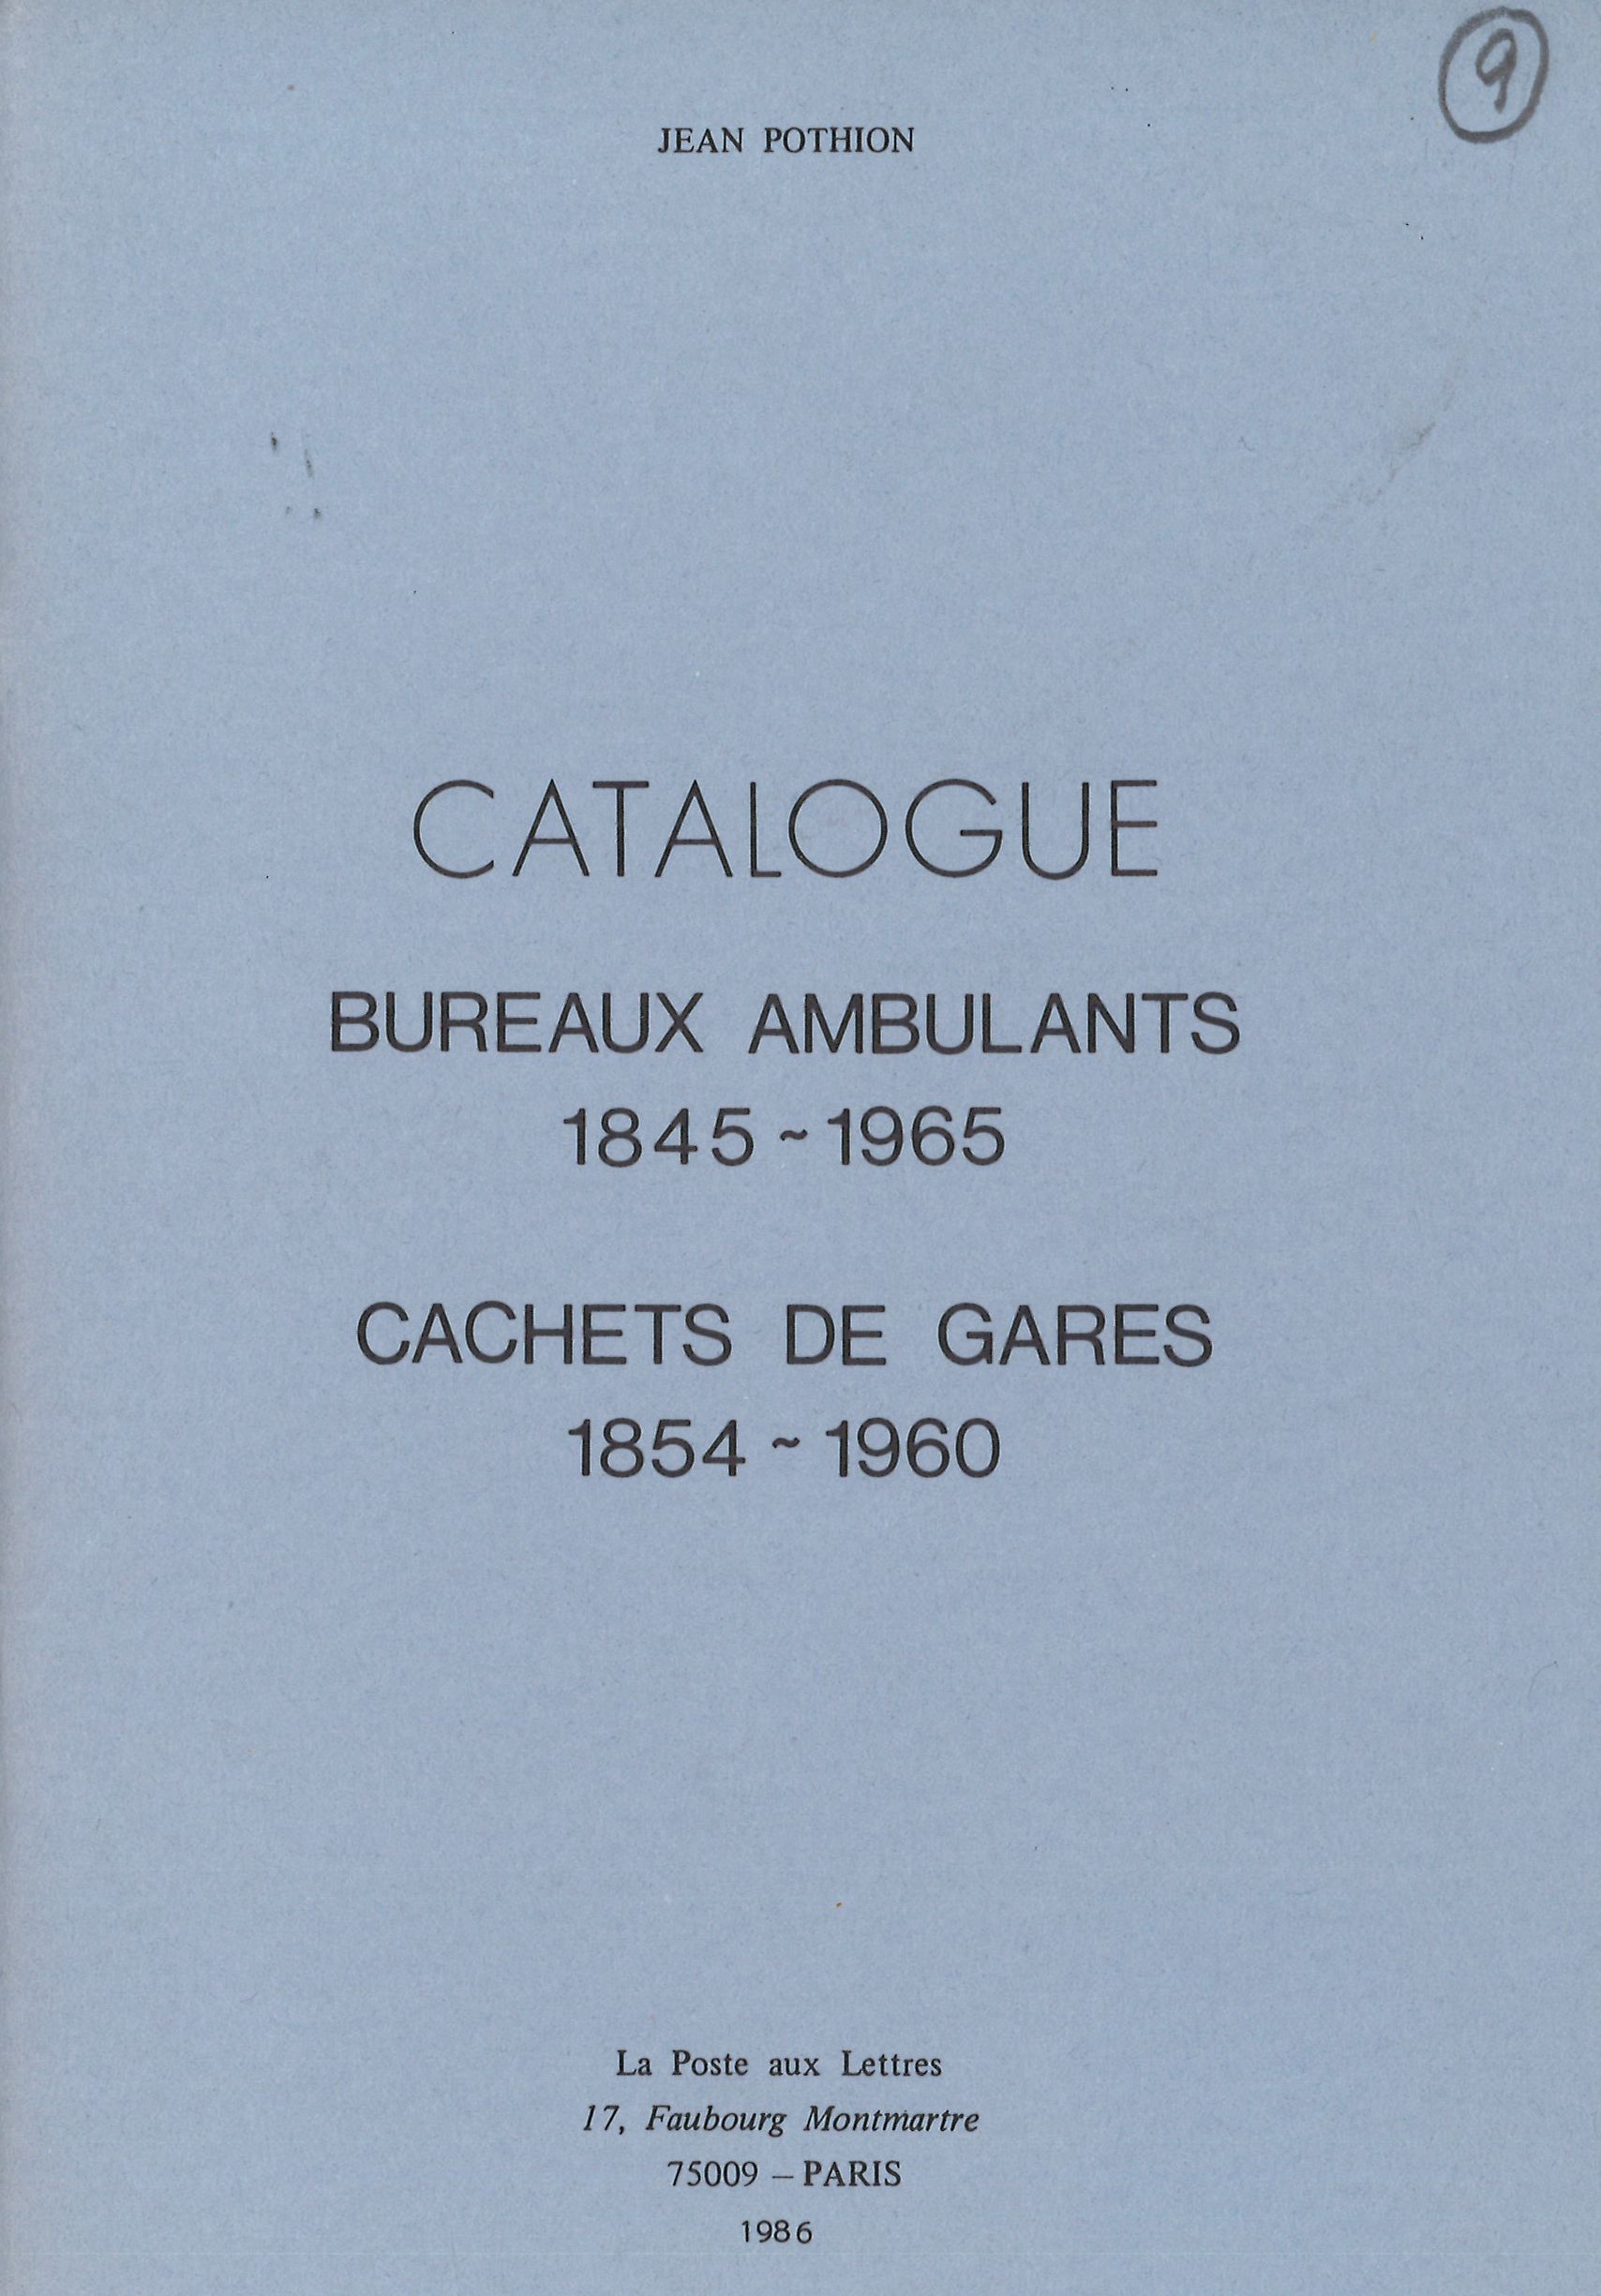 9
JEAN POTHION
CATALOGUE
BUREAUX AMBULANTS
1845 ~ 1965
CACHETS DE GARES
1854 ~ 1960
La Poste aux Lettres
17, Faubourg Montmartre
75009 – PARIS
1986